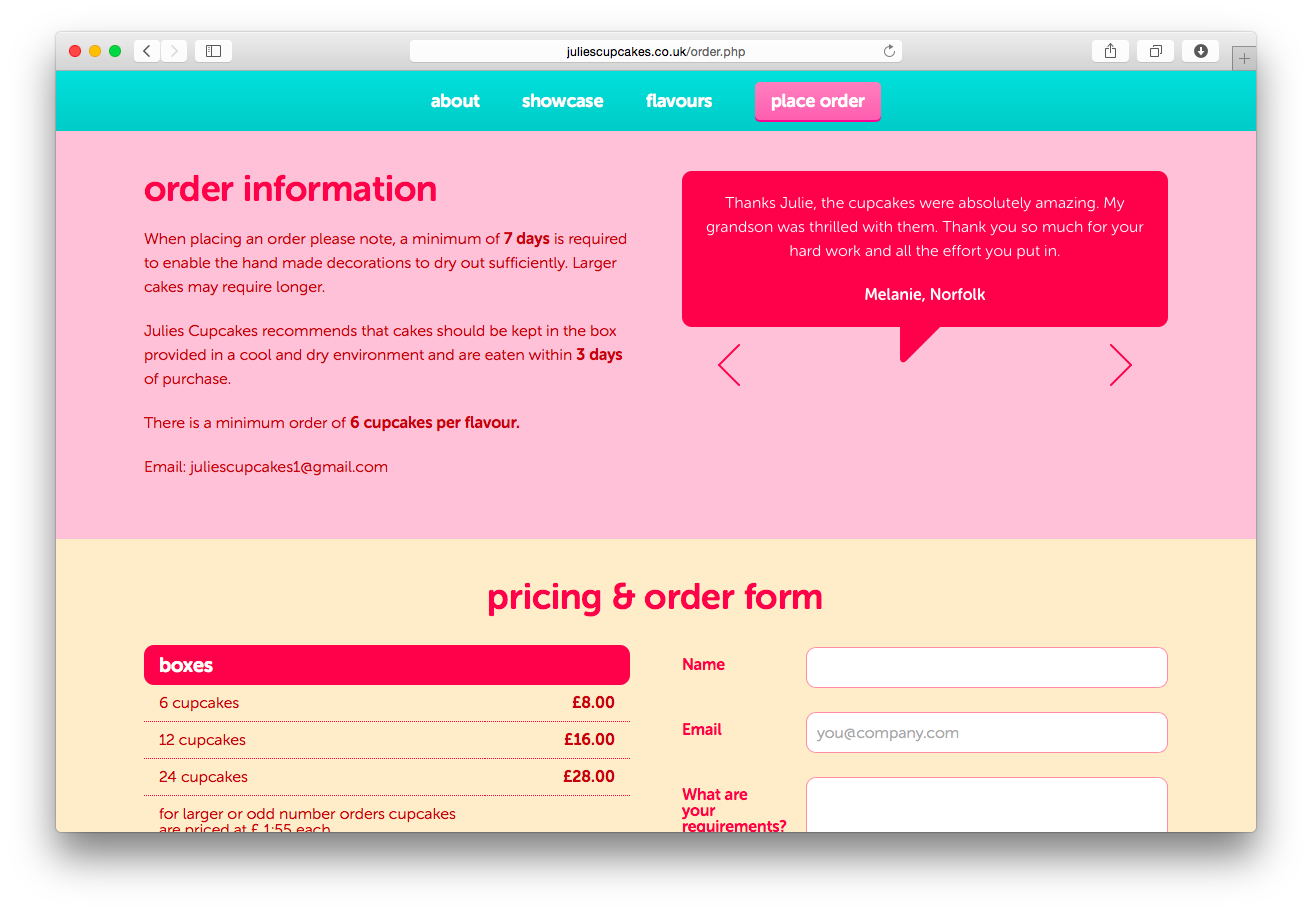 juliescupcakes.co.uk/order.php
about
showcase
flavours
place order
order information
When placing an order please note, a minimum of 7 days is required
to enable the hand made decorations to dry out sufficiently. Larger
cakes may require longer.
Julies Cupcakes recommends that cakes should be kept in the box
provided in a cool and dry environment and are eaten within 3 days
of purchase.
There is a minimum order of 6 cupcakes per flavour.
Email: juliescupcakes1@gmail.com
Thanks Julie, the cupcakes were absolutely amazing. My
grandson was thrilled with them. Thank you so much for your
hard work and all the effort you put in.
Melanie, Norfolk
pricing & order form
boxes
6 cupcakes £8.00
12 cupcakes £16.00
24 cupcakes £28.00
for larger or odd number orders cupcakes
are priced at £ 1:55 each
Name
Email
you@company.com
What are
your
requirements?